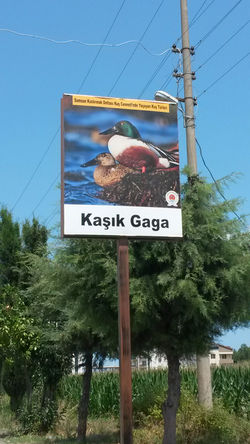 Samsun Kızılırmak Deltası Kuş Cenneti'nde Yaşayan Kuş Türleri
Kaşık Gaga